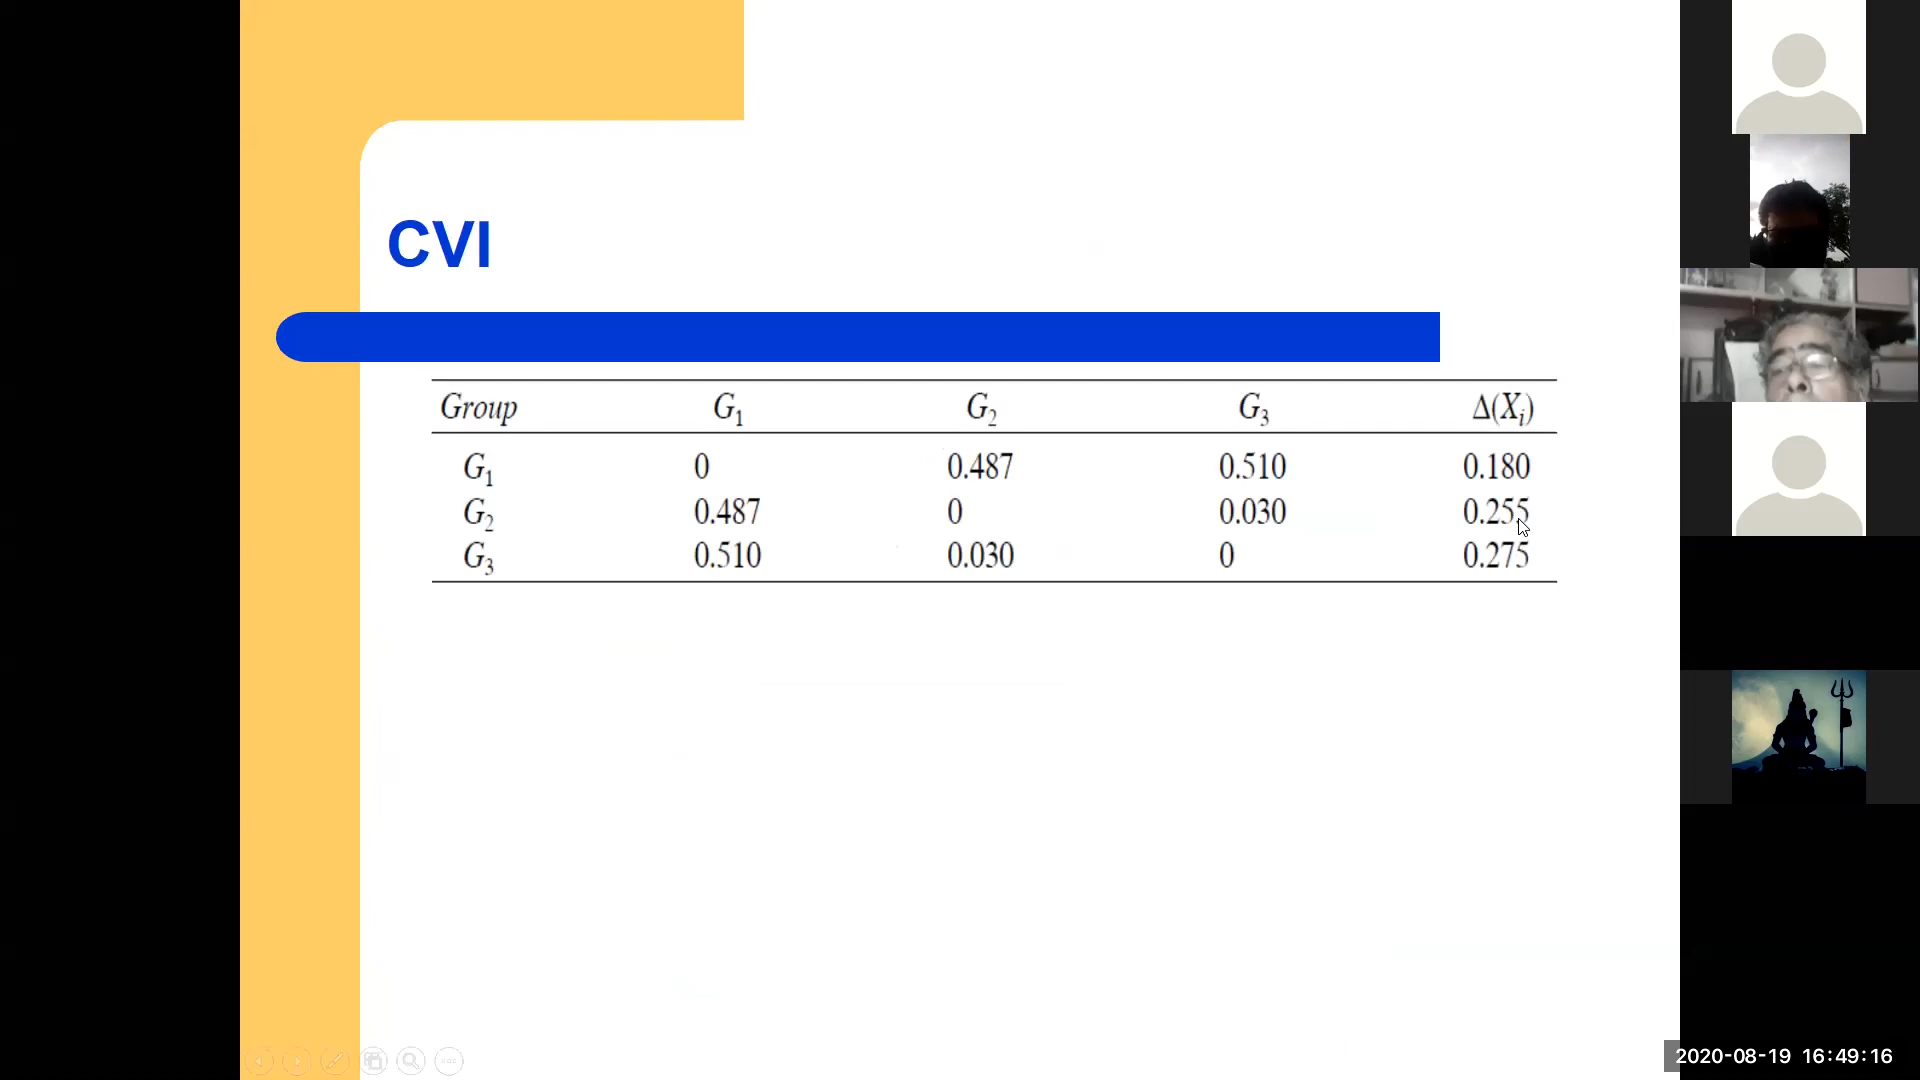 CVI
Group G₁ G₂ G₃ Δ(Xᵢ)
G₁ 0 0.487 0.510 0.180
G₂ 0.487 0 0.030 0.255
G₃ 0.510 0.030 0 0.275
2020-08-19 16:49:16